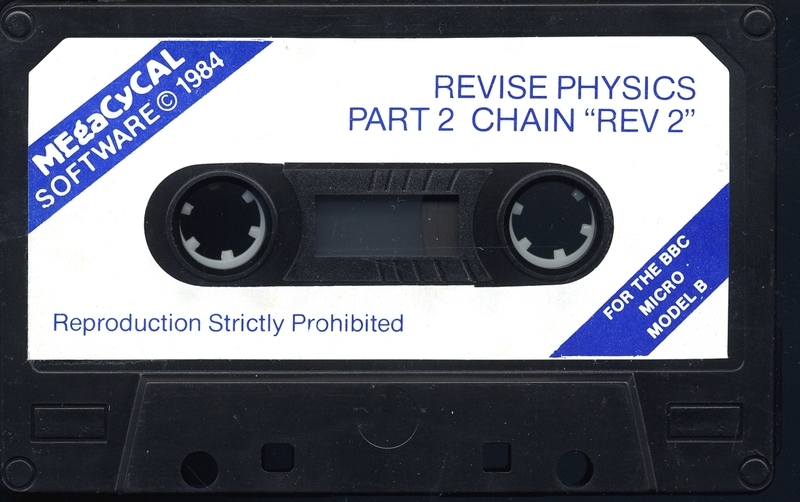 MEgaCyCAL
SOFTWARE © 1984
REVISE PHYSICS
PART 2 CHAIN "REV 2"
FOR THE BBC
MICRO
MODEL B
Reproduction Strictly Prohibited